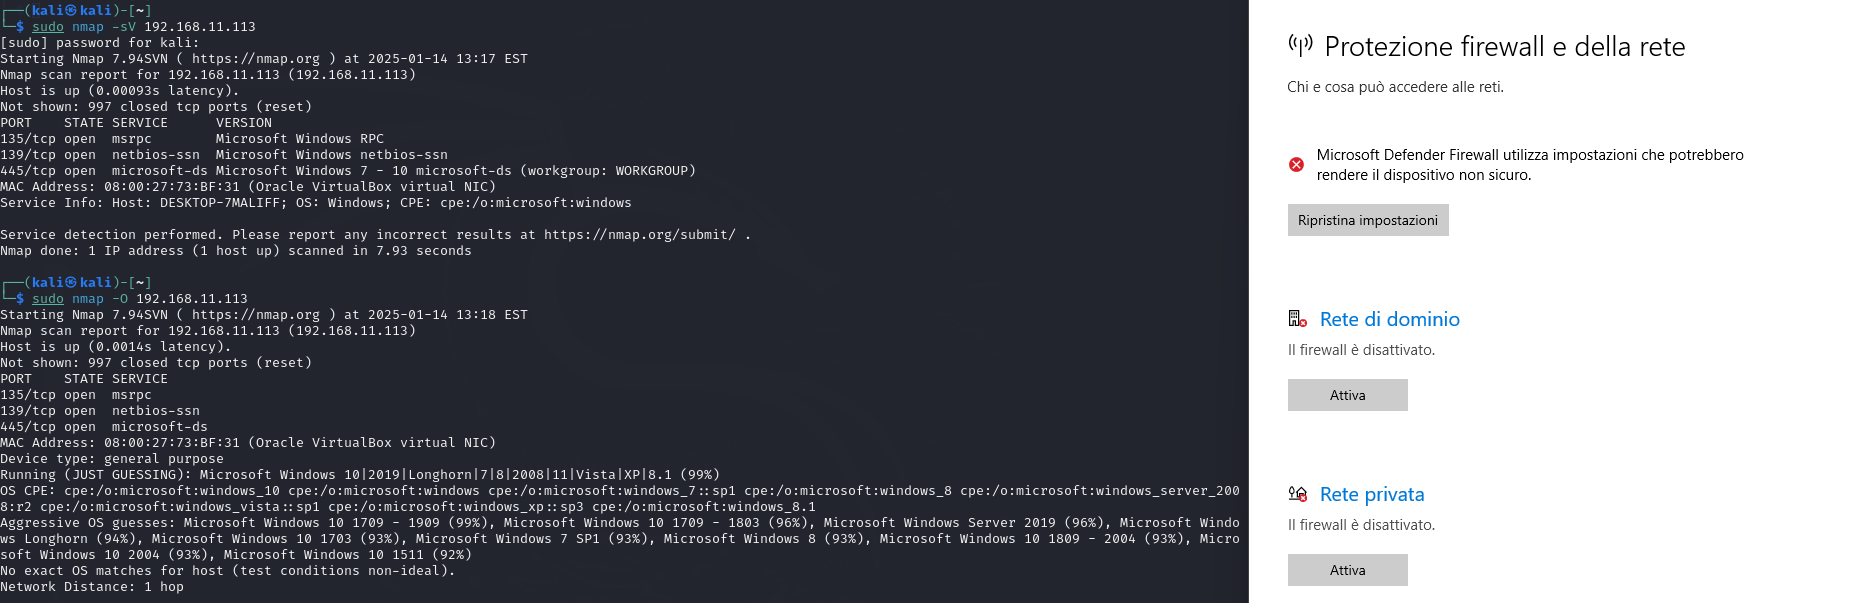 ┌──(kali㉿kali)-[~]
└─$ sudo nmap -sV 192.168.11.113
[sudo] password for kali:
Starting Nmap 7.94SVN ( https://nmap.org ) at 2025-01-14 13:17 EST
Nmap scan report for 192.168.11.113 (192.168.11.113)
Host is up (0.00093s latency).
Not shown: 997 closed tcp ports (reset)
PORT    STATE SERVICE      VERSION
135/tcp open  msrpc        Microsoft Windows RPC
139/tcp open  netbios-ssn  Microsoft Windows netbios-ssn
445/tcp open  microsoft-ds Microsoft Windows 7 - 10 microsoft-ds (workgroup: WORKGROUP)
MAC Address: 08:00:27:73:BF:31 (Oracle VirtualBox virtual NIC)
Service Info: Host: DESKTOP-7MALIFF; OS: Windows; CPE: cpe:/o:microsoft:windows
Service detection performed. Please report any incorrect results at https://nmap.org/submit/ .
Nmap done: 1 IP address (1 host up) scanned in 7.93 seconds
┌──(kali㉿kali)-[~]
└─$ sudo nmap -O 192.168.11.113
Starting Nmap 7.94SVN ( https://nmap.org ) at 2025-01-14 13:18 EST
Nmap scan report for 192.168.11.113 (192.168.11.113)
Host is up (0.0014s latency).
Not shown: 997 closed tcp ports (reset)
PORT    STATE SERVICE
135/tcp open  msrpc
139/tcp open  netbios-ssn
445/tcp open  microsoft-ds
MAC Address: 08:00:27:73:BF:31 (Oracle VirtualBox virtual NIC)
Device type: general purpose
Running (JUST GUESSING): Microsoft Windows 10|2019|Longhorn|7|8|2008|11|Vista|XP|8.1 (99%)
OS CPE: cpe:/o:microsoft:windows_10 cpe:/o:microsoft:windows cpe:/o:microsoft:windows_7::sp1 cpe:/o:microsoft:windows_8 cpe:/o:microsoft:windows_server_200
8:r2 cpe:/o:microsoft:windows_vista::sp1 cpe:/o:microsoft:windows_xp::sp3 cpe:/o:microsoft:windows_8.1
Aggressive OS guesses: Microsoft Windows 10 1709 - 1909 (99%), Microsoft Windows 10 1709 - 1803 (96%), Microsoft Windows Server 2019 (96%), Microsoft Windo
ws Longhorn (94%), Microsoft Windows 10 1703 (93%), Microsoft Windows 7 SP1 (93%), Microsoft Windows 8 (93%), Microsoft Windows 10 1809 - 2004 (93%), Micro
soft Windows 10 2004 (93%), Microsoft Windows 10 1511 (92%)
No exact OS matches for host (test conditions non-ideal).
Network Distance: 1 hop
Protezione firewall e della rete
Chi e cosa può accedere alle reti.
Microsoft Defender Firewall utilizza impostazioni che potrebbero
rendere il dispositivo non sicuro.
Ripristina impostazioni
Rete di dominio
Il firewall è disattivato.
Attiva
Rete privata
Il firewall è disattivato.
Attiva